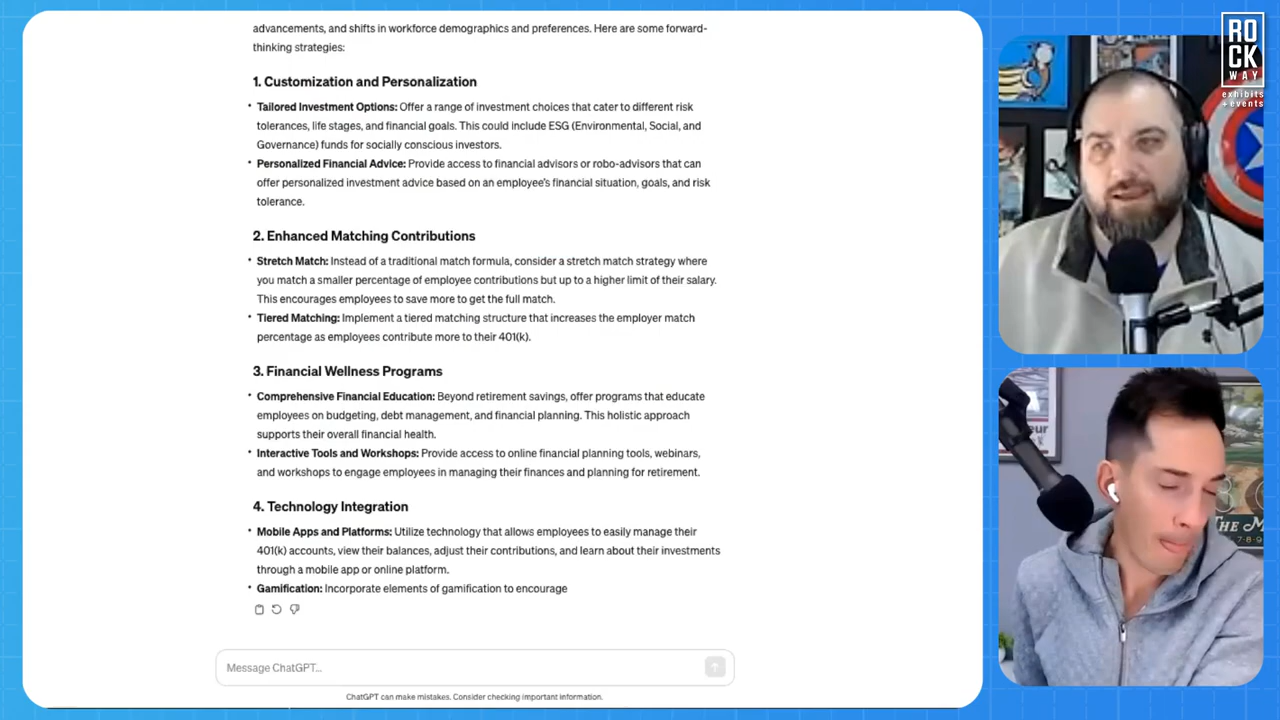 advancements, and shifts in workforce demographics and preferences. Here are some forward-
thinking strategies:
1. Customization and Personalization
• Tailored Investment Options: Offer a range of investment choices that cater to different risk
tolerances, life stages, and financial goals. This could include ESG (Environmental, Social, and
Governance) funds for socially conscious investors.
• Personalized Financial Advice: Provide access to financial advisors or robo-advisors that can
offer personalized investment advice based on an employee's financial situation, goals, and risk
tolerance.
2. Enhanced Matching Contributions
• Stretch Match: Instead of a traditional match formula, consider a stretch match strategy where
you match a smaller percentage of employee contributions but up to a higher limit of their salary.
This encourages employees to save more to get the full match.
• Tiered Matching: Implement a tiered matching structure that increases the employer match
percentage as employees contribute more to their 401(k).
3. Financial Wellness Programs
• Comprehensive Financial Education: Beyond retirement savings, offer programs that educate
employees on budgeting, debt management, and financial planning. This holistic approach
supports their overall financial health.
• Interactive Tools and Workshops: Provide access to online financial planning tools, webinars,
and workshops to engage employees in managing their finances and planning for retirement.
4. Technology Integration
• Mobile Apps and Platforms: Utilize technology that allows employees to easily manage their
401(k) accounts, view their balances, adjust their contributions, and learn about their investments
through a mobile app or online platform.
• Gamification: Incorporate elements of gamification to encourage
Message ChatGPT...
ChatGPT can make mistakes. Consider checking important information.
RO
CK
WAY
exhibits
+events
THE M